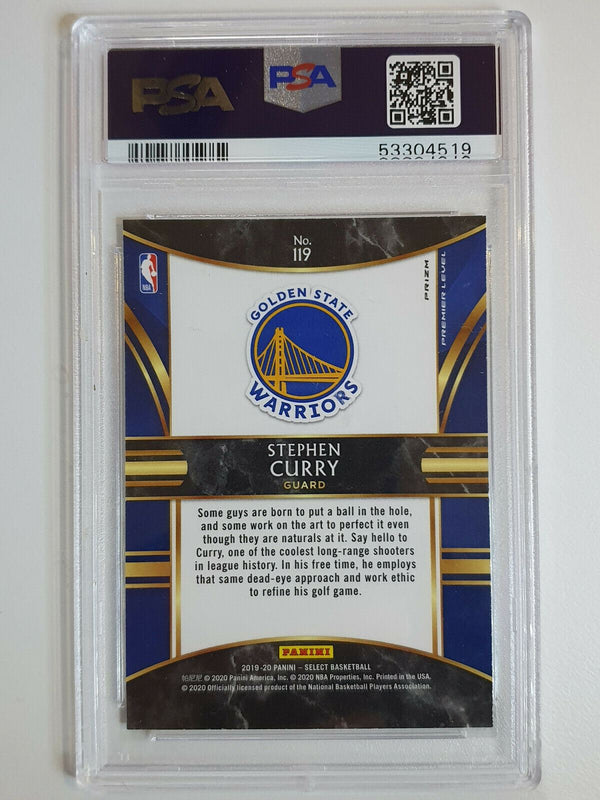 PSA
PSA
53304519
No.
119
NBA
PRIZM
PREMIER LEVEL
GOLDEN STATE
WARRIORS
STEPHEN
CURRY
GUARD
Some guys are born to put a ball in the hole,
and some work on the art to perfect it even
though they are naturals at it. Say hello to
Curry, one of the coolest long-range shooters
in league history. In his free time, he employs
that same dead-eye approach and work ethic
to refine his golf game.
PANINI
2019-20 PANINI – SELECT BASKETBALL
帕尼尼 © 2020 Panini America, Inc. © 2020 NBA Properties, Inc. Printed in the USA.
© 2020 Officially licensed product of the National Basketball Players Association.